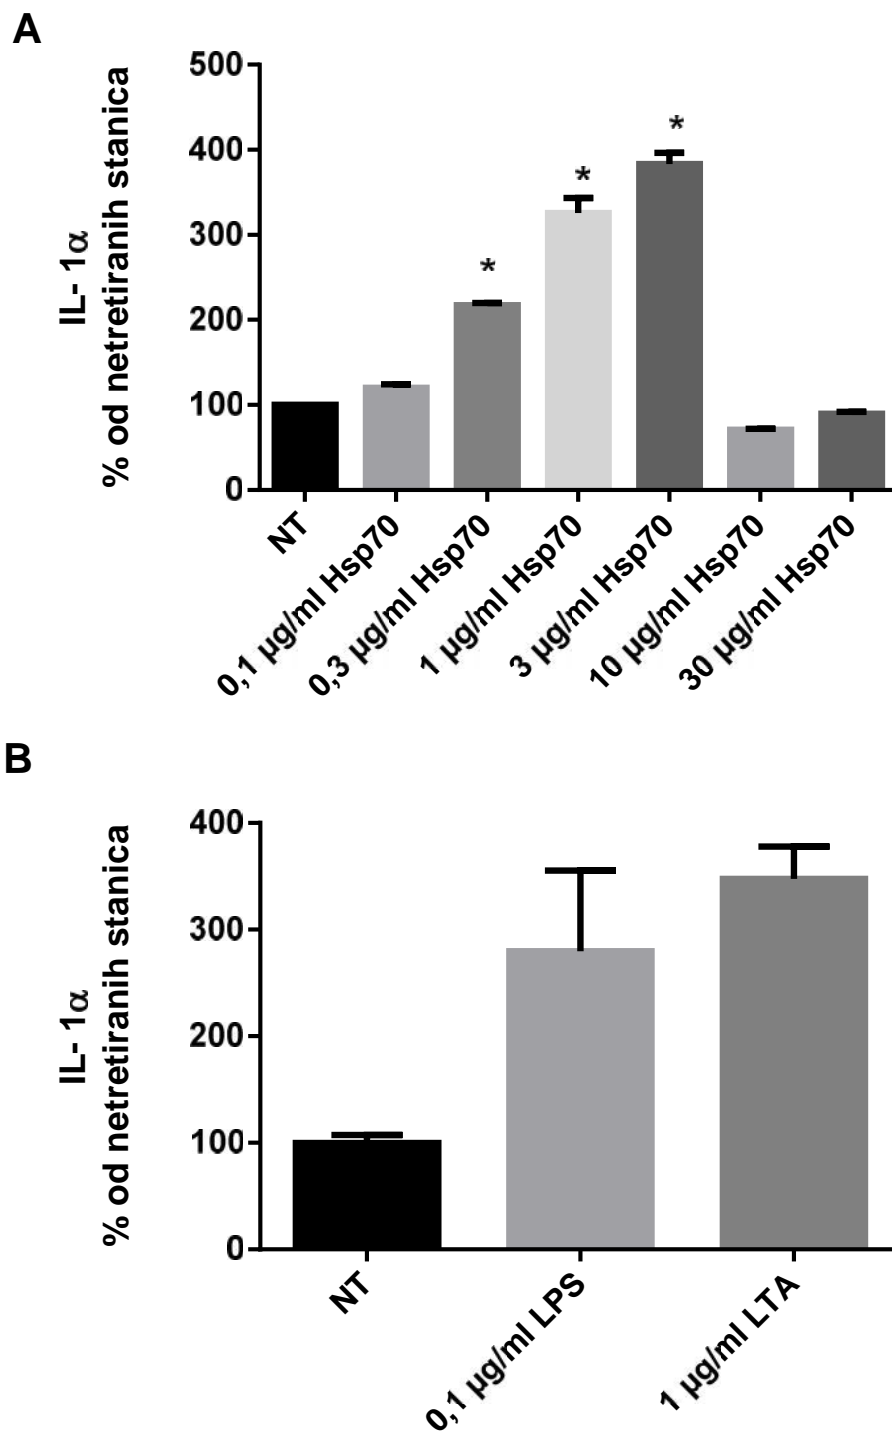 A
IL- 1α
% od netretiranih stanica
500
400
300
200
100
0
*
*
*
NT
0,1 µg/ml Hsp70
0,3 µg/ml Hsp70
1 µg/ml Hsp70
3 µg/ml Hsp70
10 µg/ml Hsp70
30 µg/ml Hsp70
B
IL- 1α
% od netretiranih stanica
400
300
200
100
0
NT
0,1 µg/ml LPS
1 µg/ml LTA